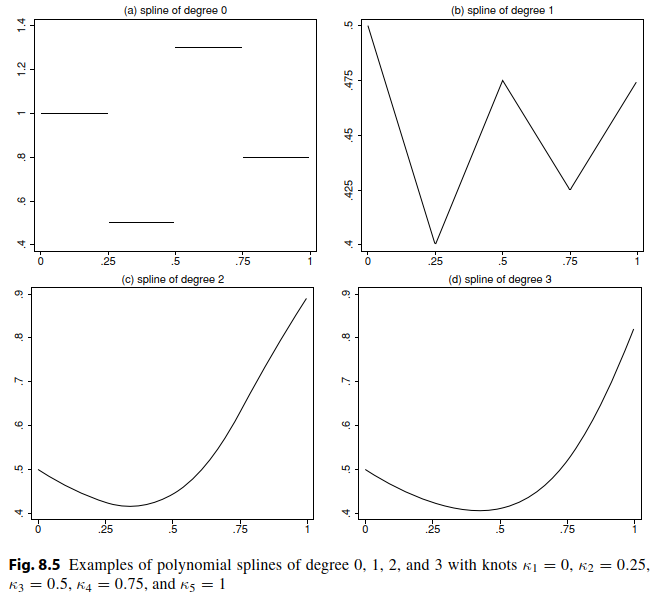 (a) spline of degree 0
1.4
1.2
1
.8
.6
.4
0 .25 .5 .75 1
(b) spline of degree 1
.5
.475
.45
.425
.4
0 .25 .5 .75 1
(c) spline of degree 2
.9
.8
.7
.6
.5
.4
0 .25 .5 .75 1
(d) spline of degree 3
.9
.8
.7
.6
.5
.4
0 .25 .5 .75 1
Fig. 8.5 Examples of polynomial splines of degree 0, 1, 2, and 3 with knots κ1 = 0, κ2 = 0.25,
κ3 = 0.5, κ4 = 0.75, and κ5 = 1